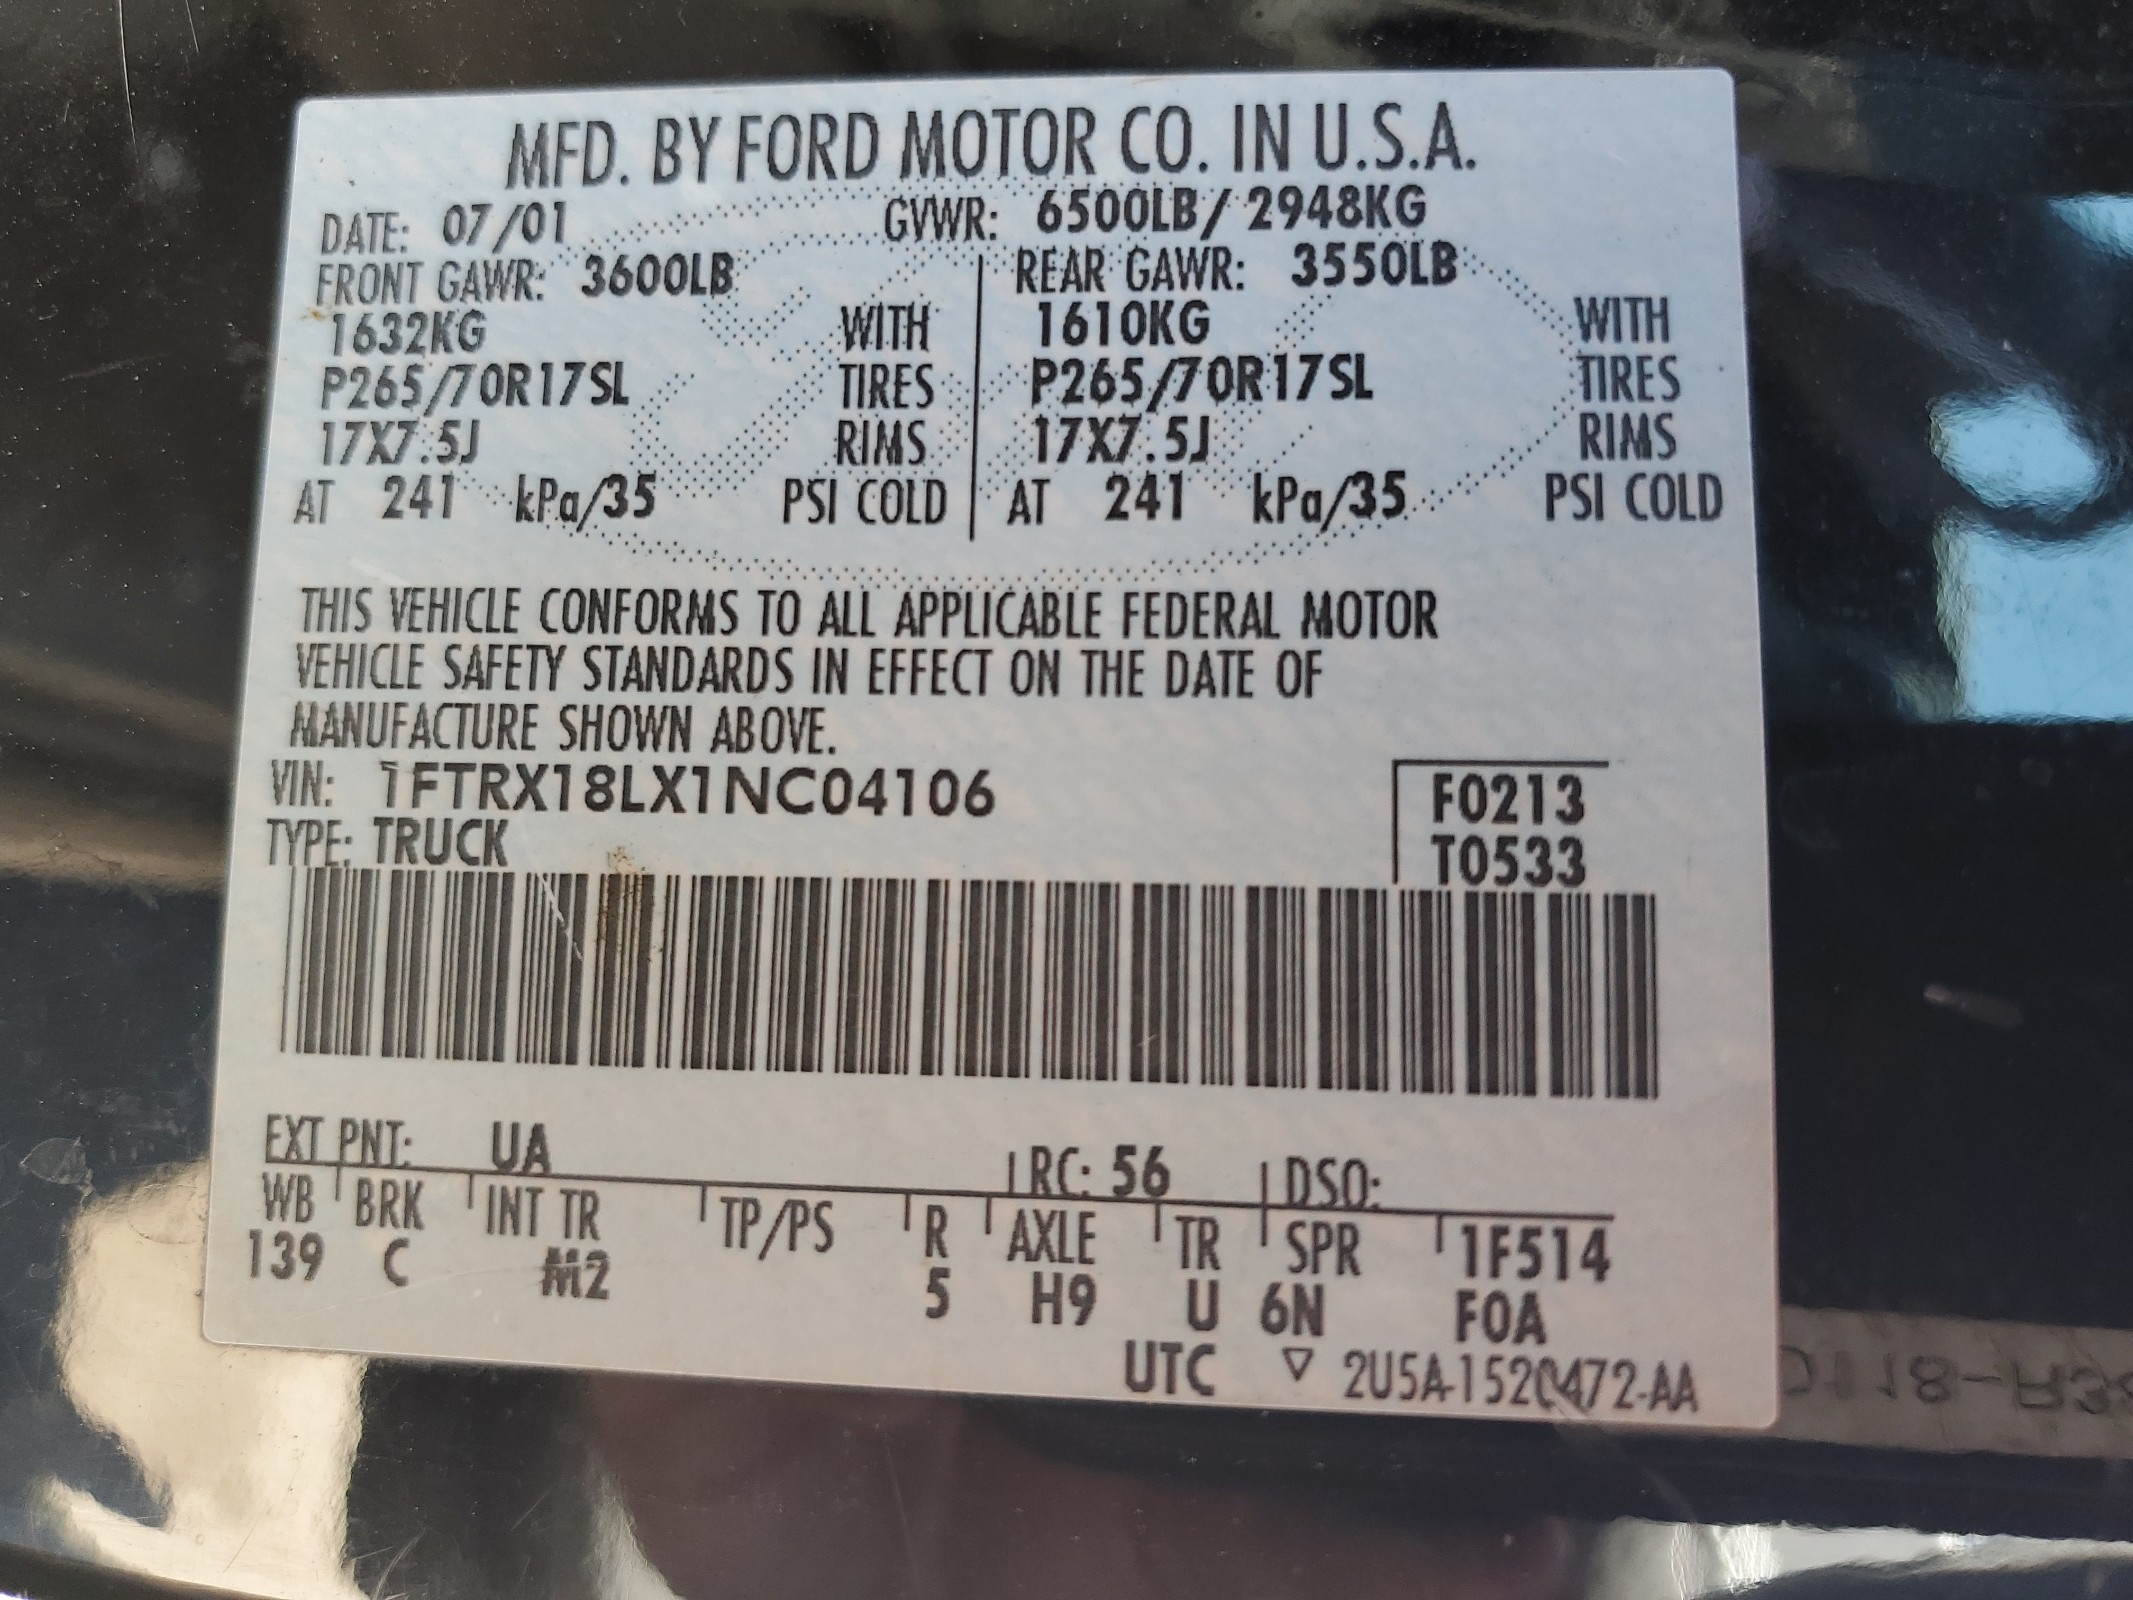 MFD. BY FORD MOTOR CO. IN U.S.A.
DATE: 07/01 GVWR: 6500LB/ 2948KG
FRONT GAWR: 3600LB REAR GAWR: 3550LB
1632KG WITH 1610KG WITH
P265/70R17SL TIRES P265/70R17SL TIRES
17X7.5J RIMS 17X7.5J RIMS
AT 241 kPa/35 PSI COLD AT 241 kPa/35 PSI COLD
THIS VEHICLE CONFORMS TO ALL APPLICABLE FEDERAL MOTOR
VEHICLE SAFETY STANDARDS IN EFFECT ON THE DATE OF
MANUFACTURE SHOWN ABOVE.
VIN: 1FTRX18LX1NC04106 F0213
TYPE: TRUCK T0533
EXT PNT: UA RC: 56 DSO:
WB BRK INT TR TP/PS R AXLE TR SPR 1F514
139 C M2 5 H9 U 6N F0A
UTC ▽ 2U5A-1520472-AA